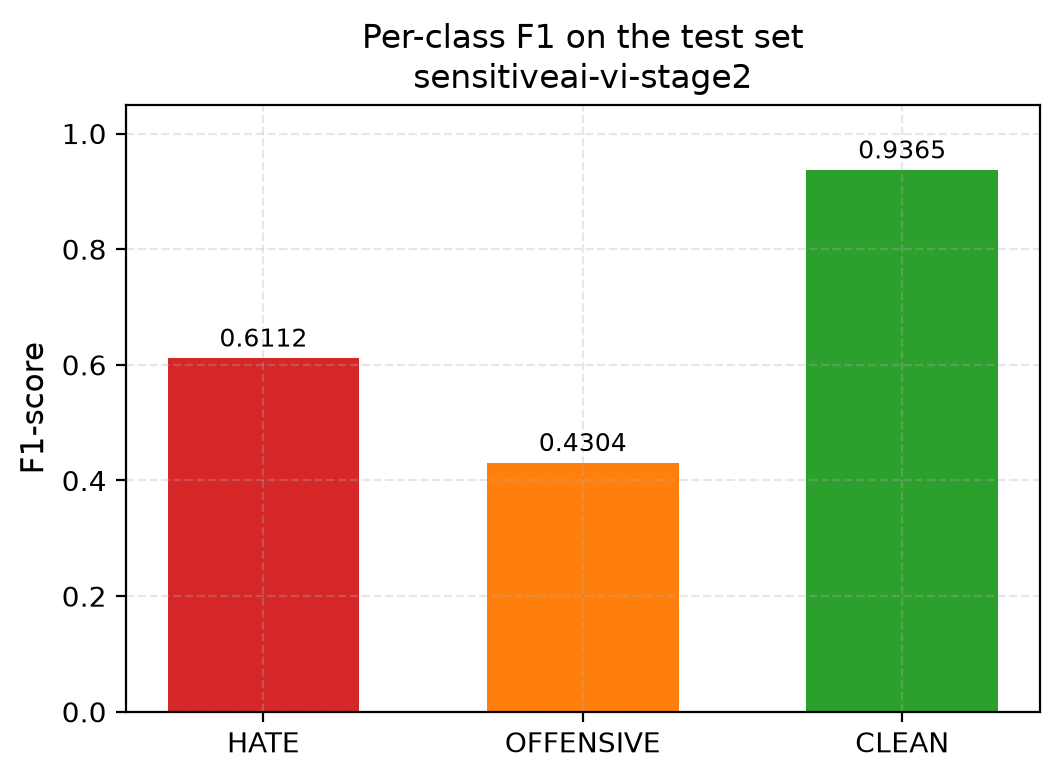 Per-class F1 on the test set
sensitiveai-vi-stage2
F1-score
1.0
0.8
0.6
0.4
0.2
0.0
0.6112
0.4304
0.9365
HATE
OFFENSIVE
CLEAN